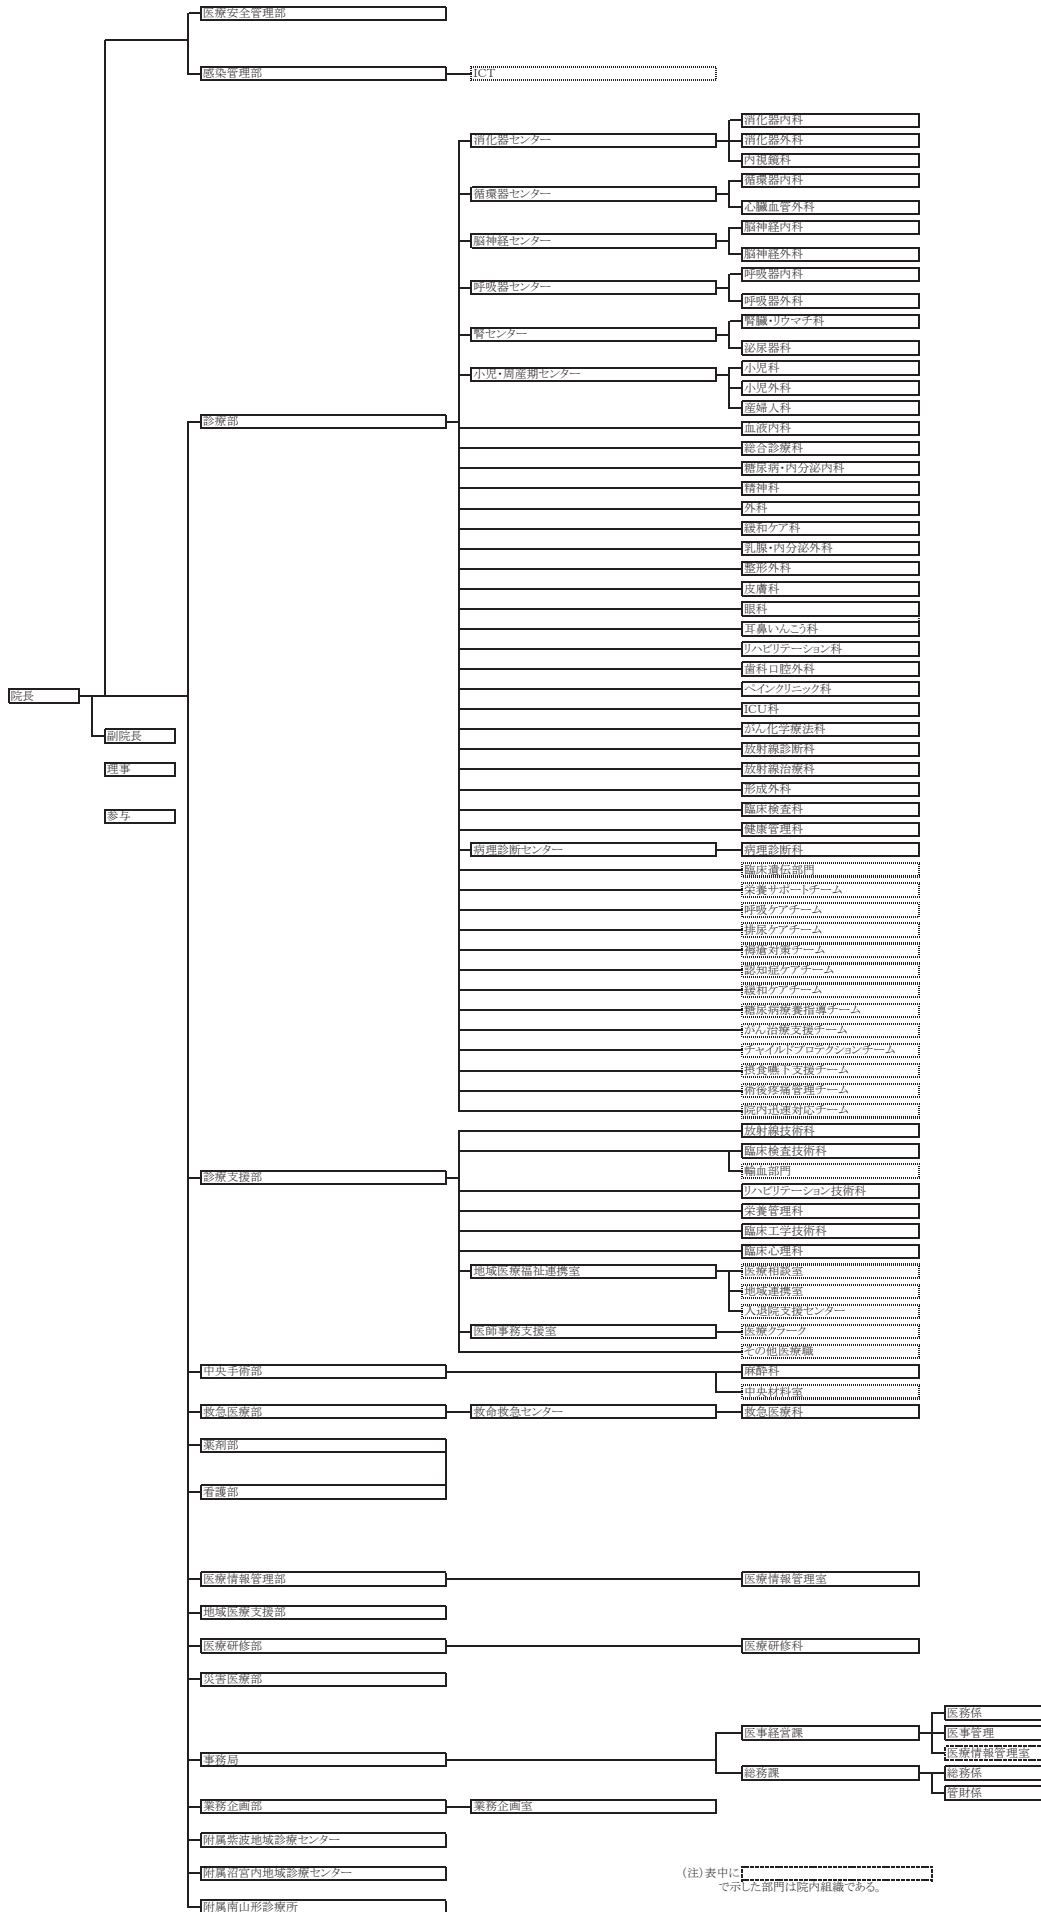 医療安全管理部
感染管理部
ICT
消化器内科
消化器センター
消化器外科
内視鏡科
循環器内科
循環器センター
心臓血管外科
脳神経内科
脳神経センター
脳神経外科
呼吸器内科
呼吸器センター
呼吸器外科
腎臓・リウマチ科
腎センター
泌尿器科
小児科
小児・周産期センター
小児外科
産婦人科
診療部
血液内科
総合診療科
糖尿病・内分泌内科
精神科
外科
緩和ケア科
乳腺・内分泌外科
整形外科
皮膚科
眼科
耳鼻いんこう科
リハビリテーション科
歯科口腔外科
ペインクリニック科
院長
ICU科
がん化学療法科
副院長
放射線診断科
理事
放射線治療科
形成外科
臨床検査科
参与
健康管理科
病理診断センター
病理診断科
臨床遺伝部門
栄養サポートチーム
呼吸ケアチーム
排尿ケアチーム
褥瘡対策チーム
認知症ケアチーム
緩和ケアチーム
糖尿病療養指導チーム
がん治療支援チーム
チャイルドプロテクションチーム
摂食嚥下支援チーム
術後疼痛管理チーム
院内迅速対応チーム
放射線技術科
臨床検査技術科
診療支援部
輸血部門
リハビリテーション技術科
栄養管理科
臨床工学技術科
臨床心理科
地域医療福祉連携室
医療相談室
地域連携室
入退院支援センター
医師事務支援室
医療クラーク
その他医療職
中央手術部
麻酔科
中央材料室
救急医療部
救命救急センター
救急医療科
薬剤部
看護部
医療情報管理部
医療情報管理室
地域医療支援部
医療研修部
医療研修科
災害医療部
医務係
医事経営課
医事管理
医療情報管理室
事務局
総務課
総務係
管財係
業務企画部
業務企画室
附属紫波地域診療センター
附属沼宮内地域診療センター
(注)表中に
で示した部門は院内組織である。
附属南山形診療所